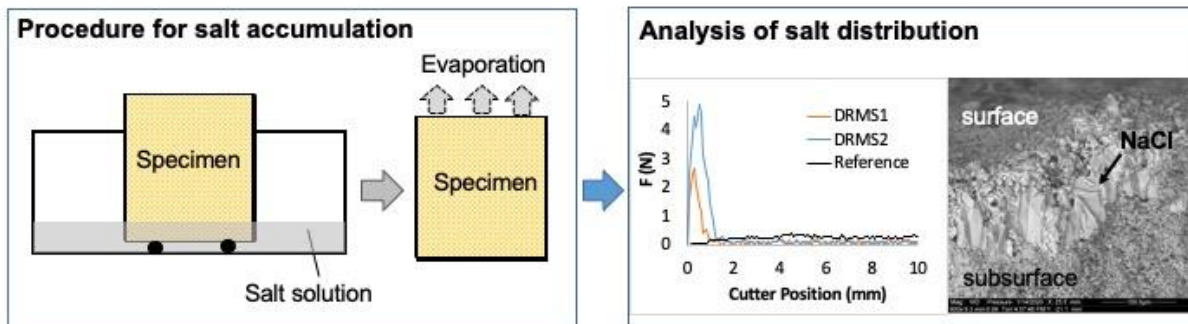 Procedure for salt accumulation
Evaporation
Specimen
Specimen
Salt solution
Analysis of salt distribution
5
4
3
2
1
0
F (N)
DRMS1
DRMS2
Reference
0 2 4 6 8 10
Cutter Position (mm)
surface
NaCl
subsurface